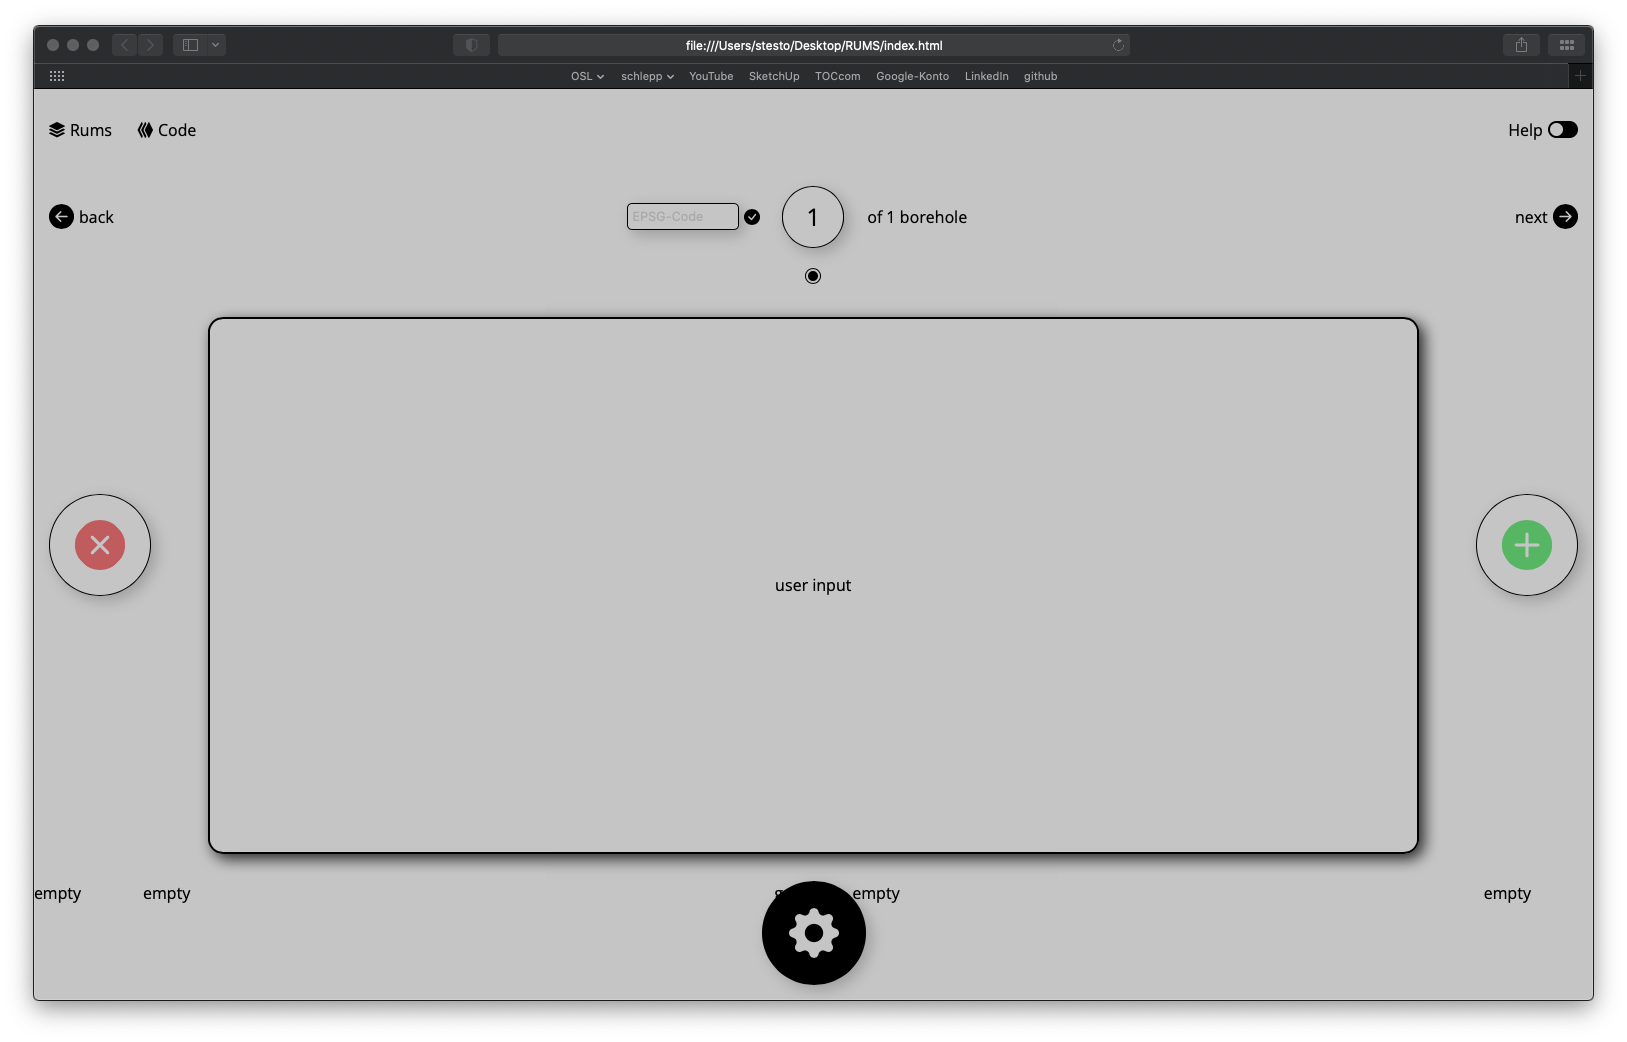 file:///Users/stesto/Desktop/RUMS/index.html
OSL schlepp YouTube SketchUp TOCcom Google-Konto LinkedIn github
Rums Code Help
back EPSG-Code 1 of 1 borehole next
user input
empty empty empty empty